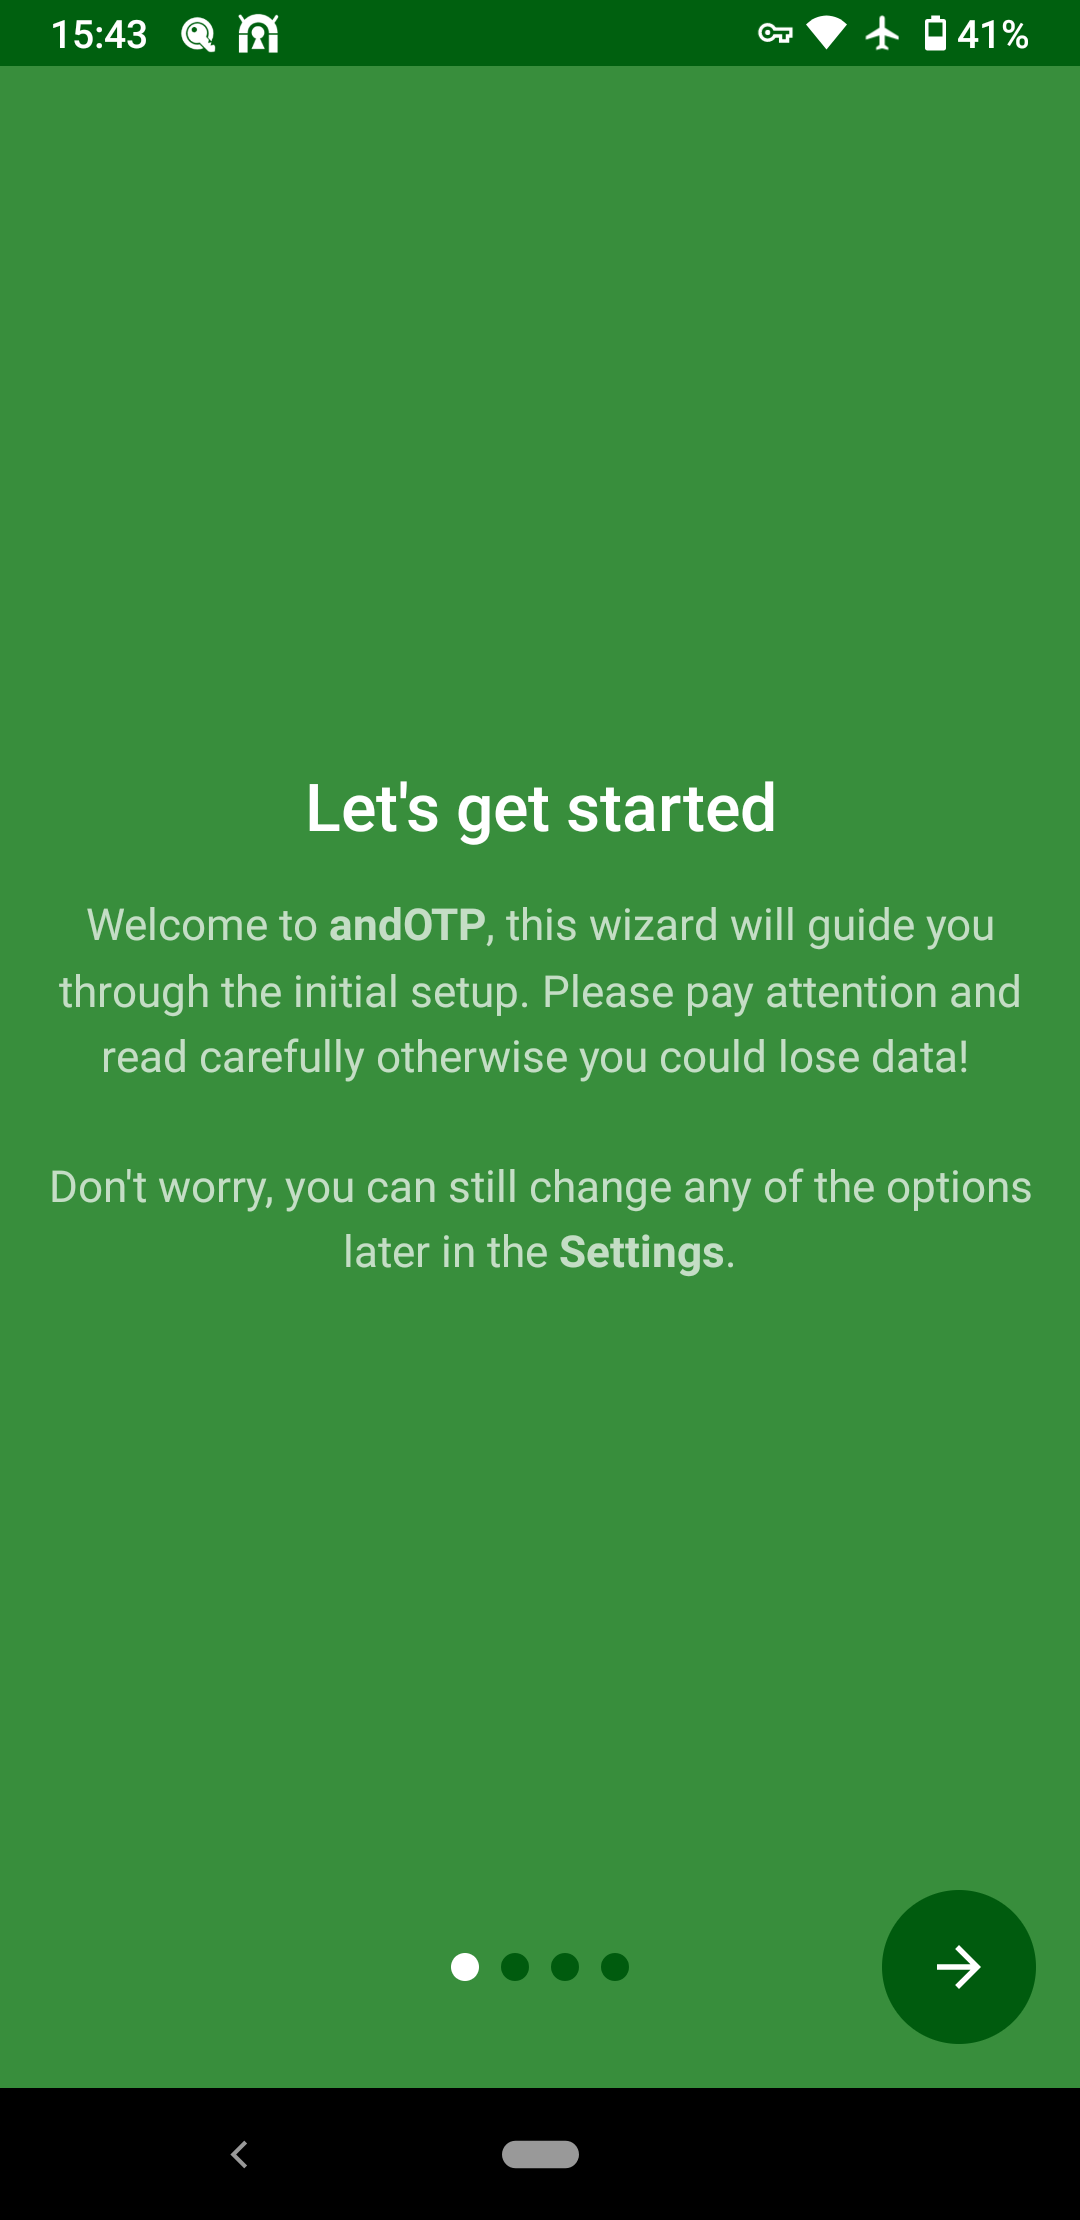 15:43
41%
Let's get started
Welcome to andOTP, this wizard will guide you
through the initial setup. Please pay attention and
read carefully otherwise you could lose data!
Don't worry, you can still change any of the options
later in the Settings.